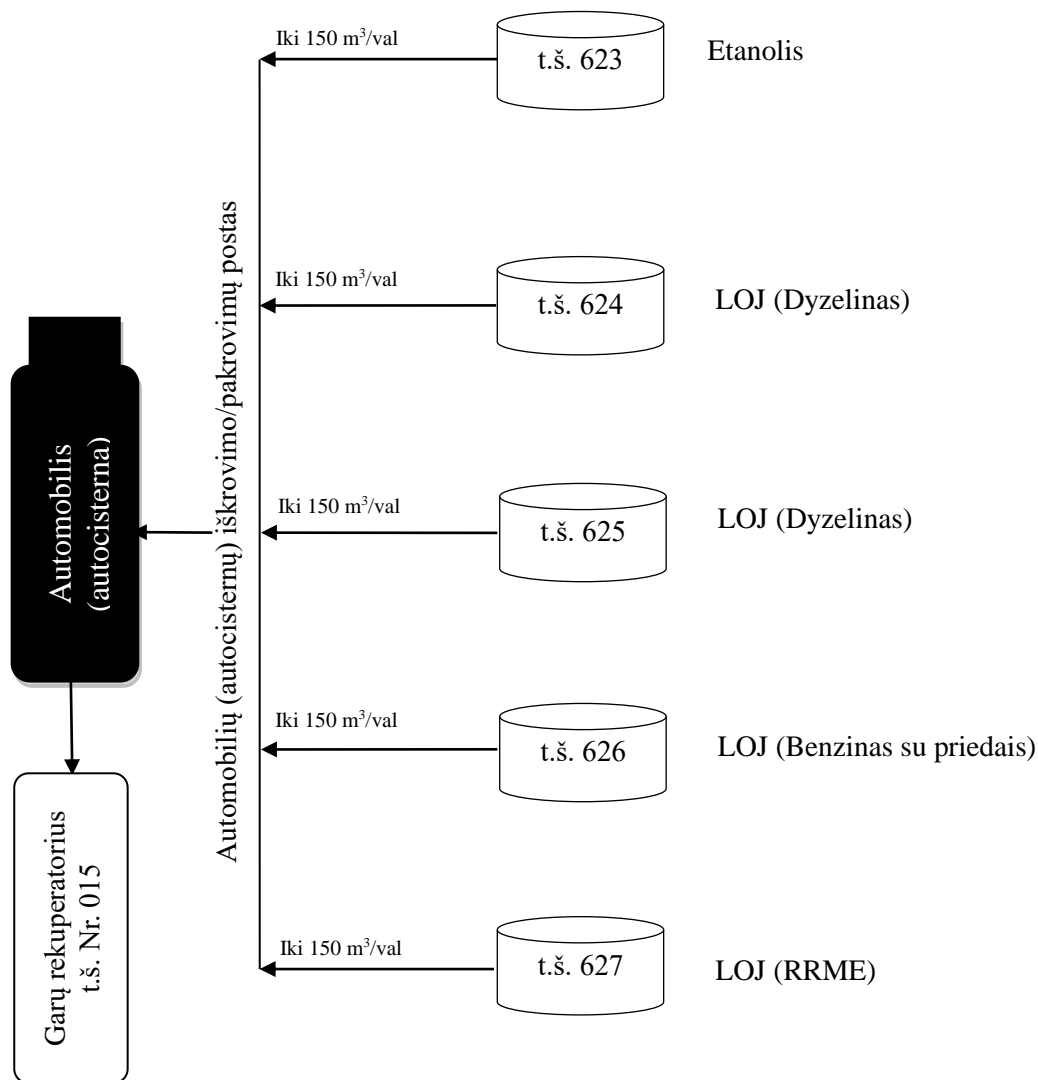 Iki 150 m³/val
t.š. 623
Etanolis
Iki 150 m³/val
t.š. 624
LOJ (Dyzelinas)
Iki 150 m³/val
t.š. 625
LOJ (Dyzelinas)
Iki 150 m³/val
t.š. 626
LOJ (Benzinas su priedais)
Iki 150 m³/val
t.š. 627
LOJ (RRME)
Automobilių (autocisternų) iškrovimo/pakrovimų postas
Automobilis
(autocisterna)
Garų rekuperatorius
t.š. Nr. 015